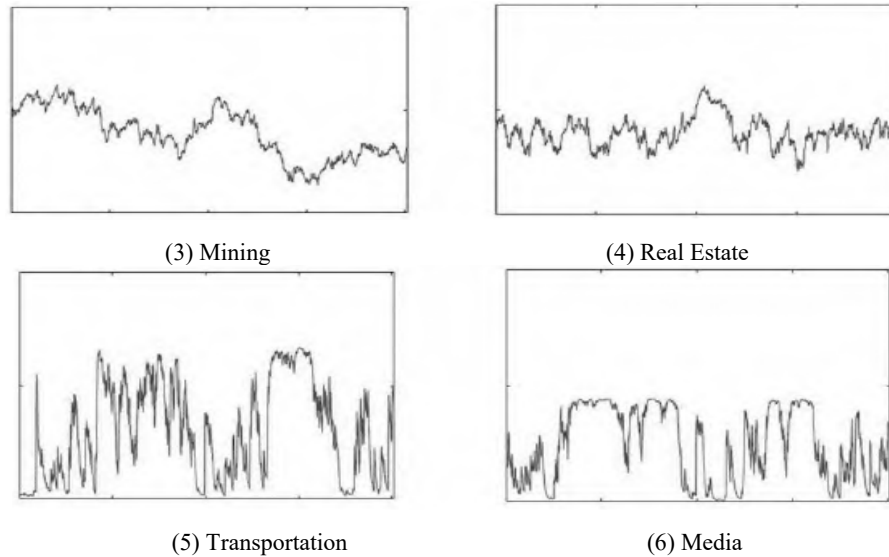 (3) Mining
(4) Real Estate
(5) Transportation
(6) Media